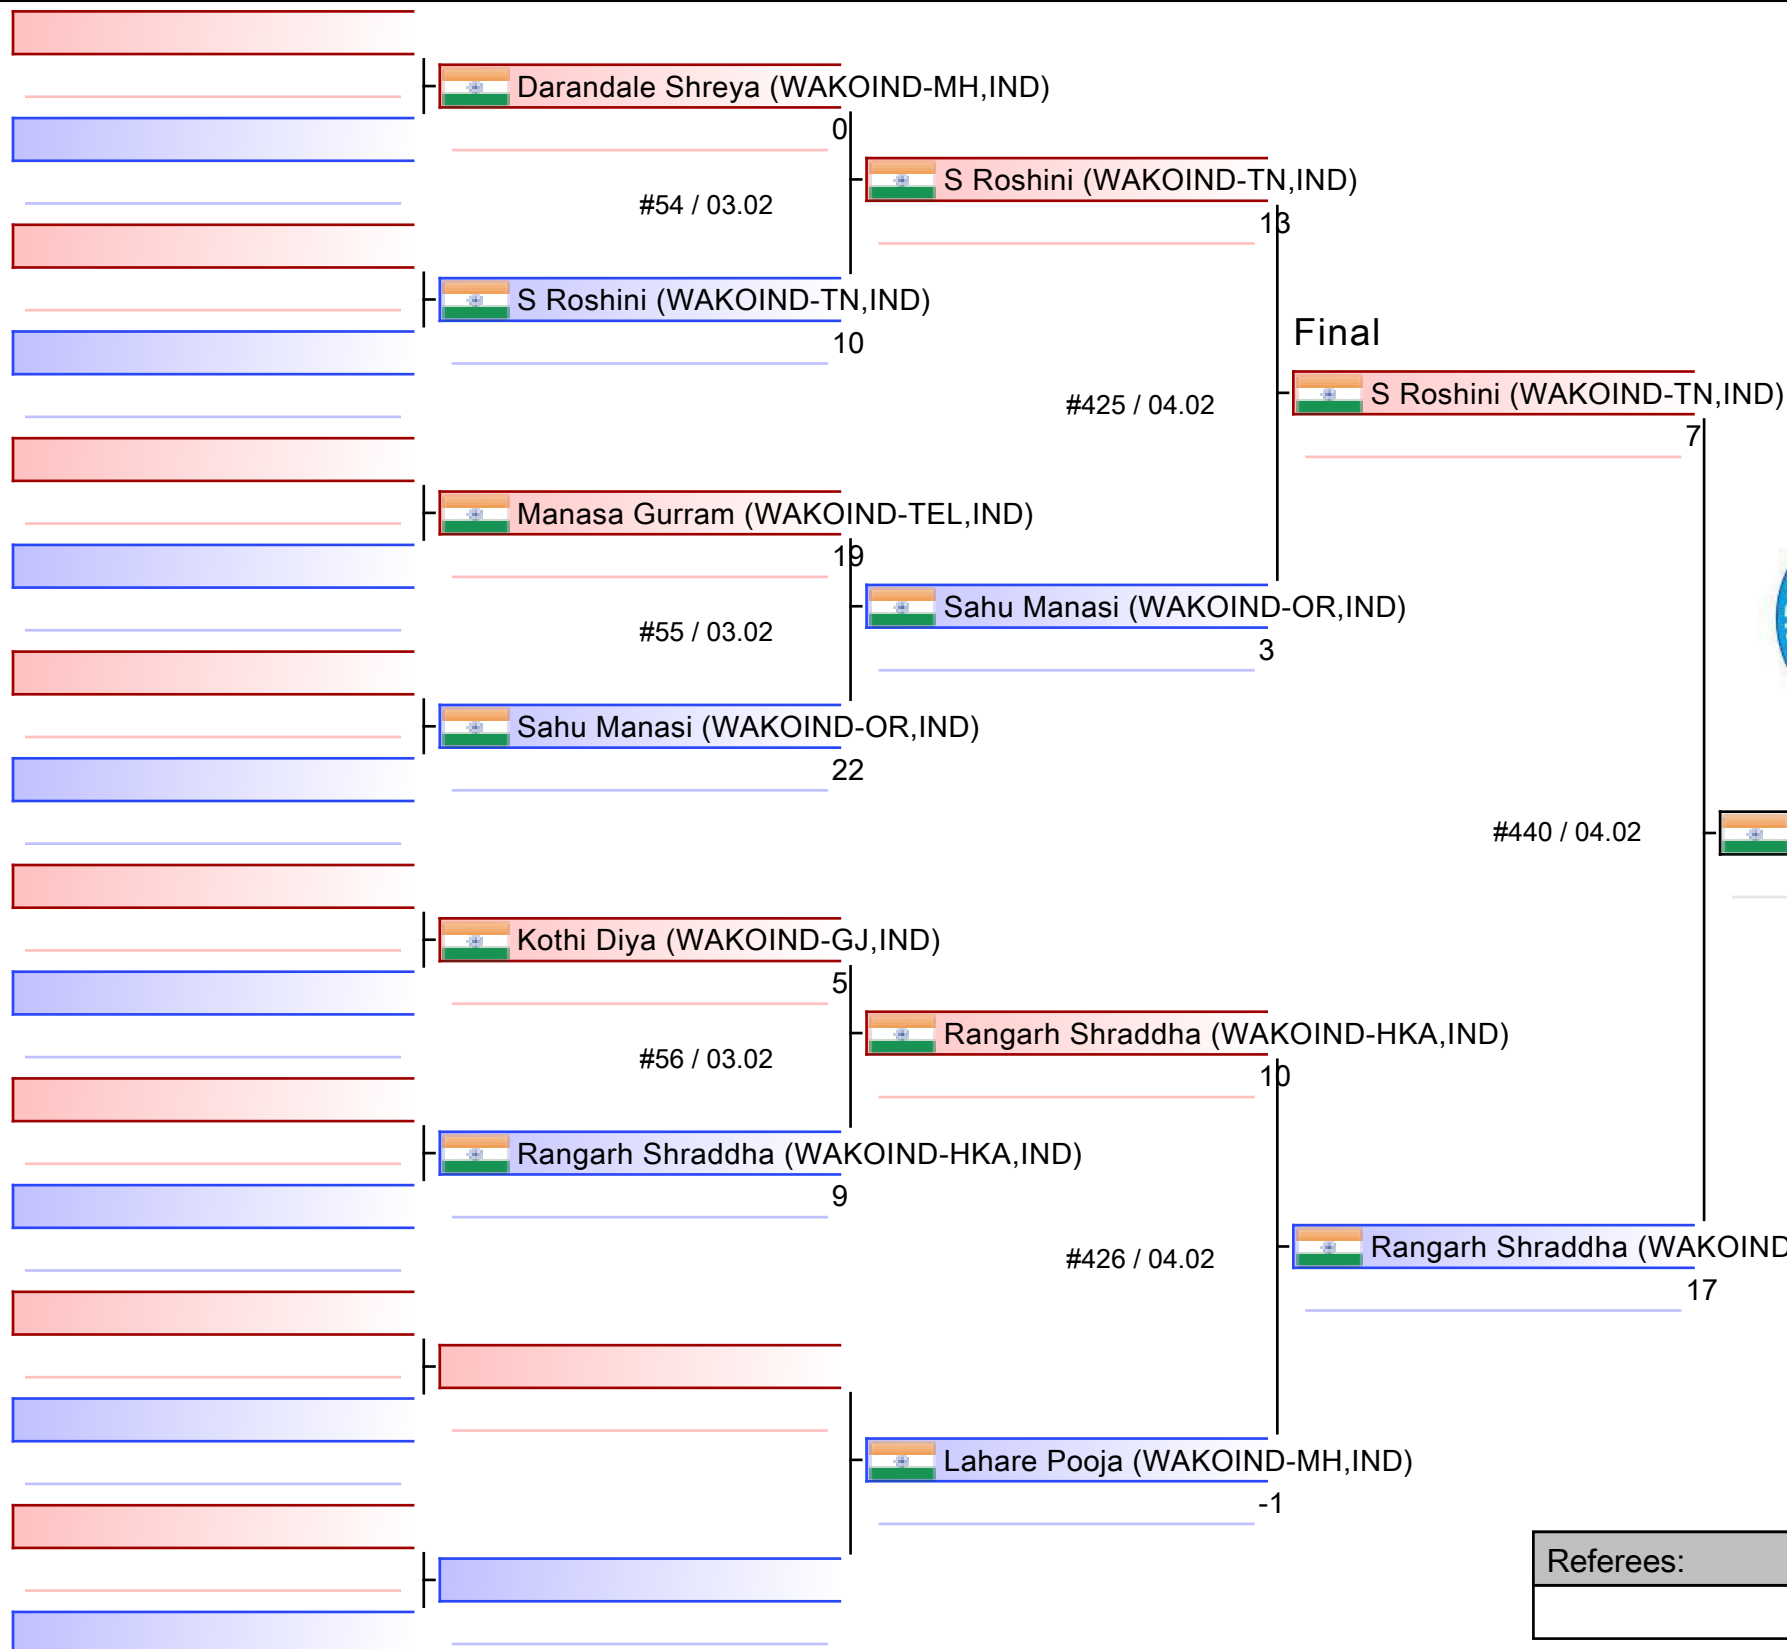 Darandale Shreya (WAKOIND-MH,IND)
0
#54 / 03.02
S Roshini (WAKOIND-TN,IND)
10
Manasa Gurram (WAKOIND-TEL,IND)
19
#55 / 03.02
Sahu Manasi (WAKOIND-OR,IND)
22
Kothi Diya (WAKOIND-GJ,IND)
5
#56 / 03.02
Rangarh Shraddha (WAKOIND-HKA,IND)
9
S Roshini (WAKOIND-TN,IND)
13
#425 / 04.02
Sahu Manasi (WAKOIND-OR,IND)
3
Rangarh Shraddha (WAKOIND-HKA,IND)
10
#426 / 04.02
Lahare Pooja (WAKOIND-MH,IND)
-1
Final
S Roshini (WAKOIND-TN,IND)
7
#440 / 04.02
Rangarh Shraddha (WAKOIND
17
Referees: